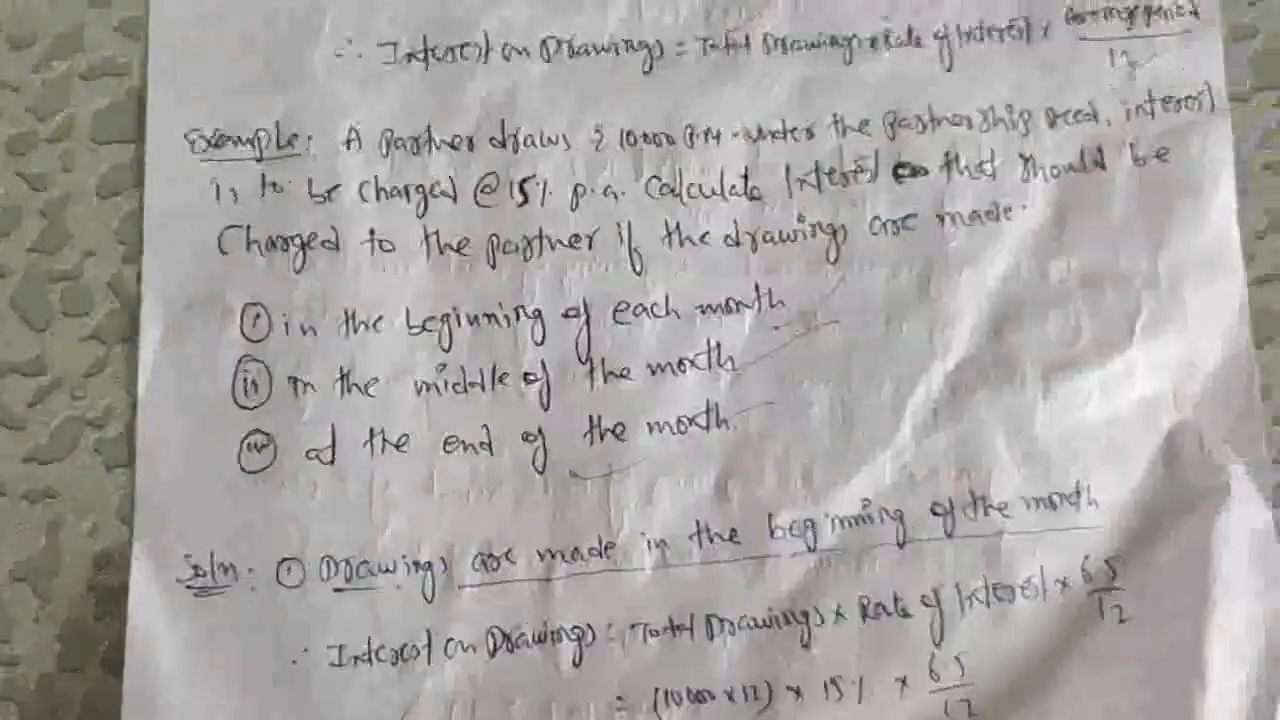 ∴ Interest on Drawings = Total Drawings × Rate of Interest × / 12
Example: A partner draws ₹ 10000 P.M. under the partnership deed, interest
is to be charged @ 15% p.a. Calculate Interest that should be
Charged to the partner if the drawings are made.
(i) in the beginning of each month
(ii) in the middle of the month
(iii) at the end of the month.
Soln: (i) Drawings are made in the beginning of the month
∴ Interest on Drawings = Total Drawings × Rate of Interest × 6.5/12
= (10000 × 12) × 15% × 6.5/12